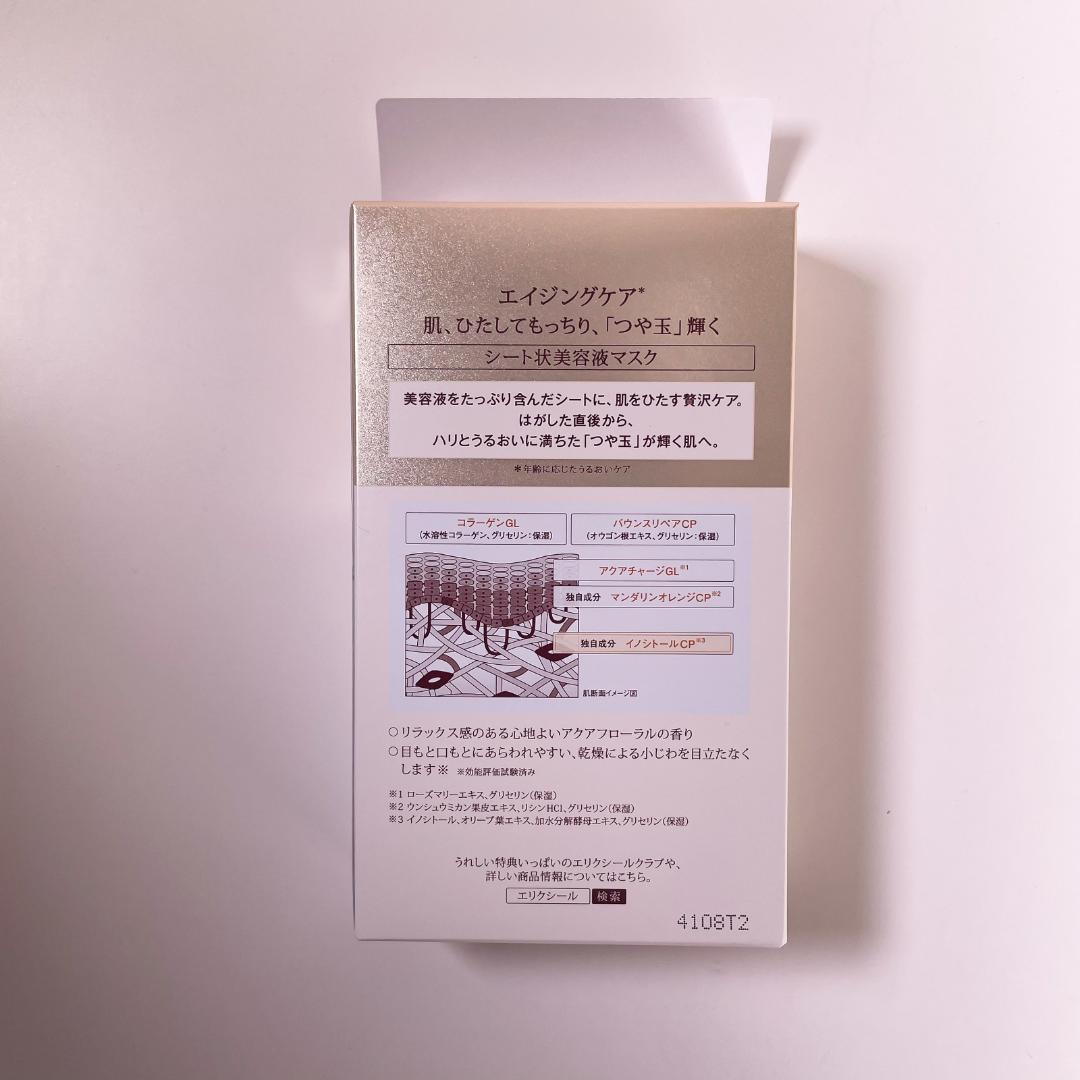 エイジングケア*
肌、ひたしてもっちり、「つや玉」輝く
シート状美容液マスク
美容液をたっぷり含んだシートに、肌をひたす贅沢ケア。
はがした直後から、
ハリとうるおいに満ちた「つや玉」が輝く肌へ。
*年齢に応じたうるおいケア
コラーゲンGL
(水溶性コラーゲン、グリセリン:保湿)
バウンスリペアCP
(オウゴン根エキス、グリセリン:保湿)
アクアチャージGL※1
独自成分 マンダリンオレンジCP※2
独自成分 イノシトールCP※3
肌断面イメージ図
○リラックス感のある心地よいアクアフローラルの香り
○目もと口もとにあらわれやすい、乾燥による小じわを目立たなく
します※ ※効能評価試験済み
※1 ローズマリーエキス、グリセリン(保湿)
※2 ウンシュウミカン果皮エキス、リシンHCl、グリセリン(保湿)
※3 イノシトール、オリーブ葉エキス、加水分解酵母エキス、グリセリン(保湿)
うれしい特典いっぱいのエリクシールクラブや、
詳しい商品情報についてはこちら。
エリクシール 検索
4108T2